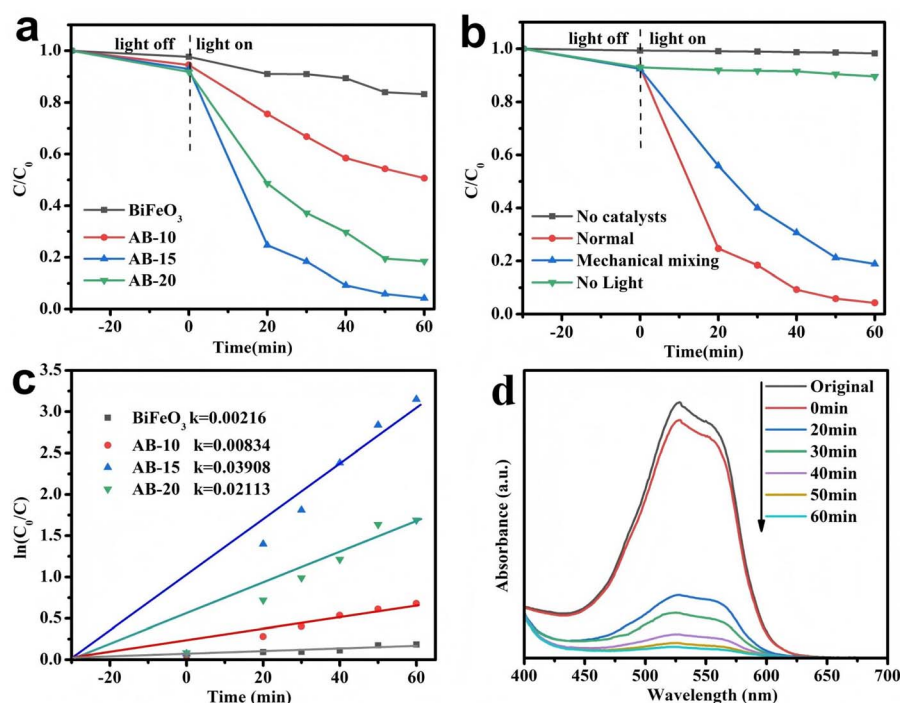 a
light off
light on
C/C0
1.0
0.8
0.6
0.4
0.2
0.0
BiFeO3
AB-10
AB-15
AB-20
-20
0
20
40
60
Time(min)
b
light off
light on
C/C0
1.0
0.8
0.6
0.4
0.2
0.0
No catalysts
Normal
Mechanical mixing
No Light
-20
0
20
40
60
Time(min)
c
ln(C0/C)
3.5
3.0
2.5
2.0
1.5
1.0
0.5
0.0
BiFeO3 k=0.00216
AB-10 k=0.00834
AB-15 k=0.03908
AB-20 k=0.02113
-20
0
20
40
60
Time (min)
d
Absorbance (a.u.)
Original
0min
20min
30min
40min
50min
60min
400
450
500
550
600
650
700
Wavelength (nm)